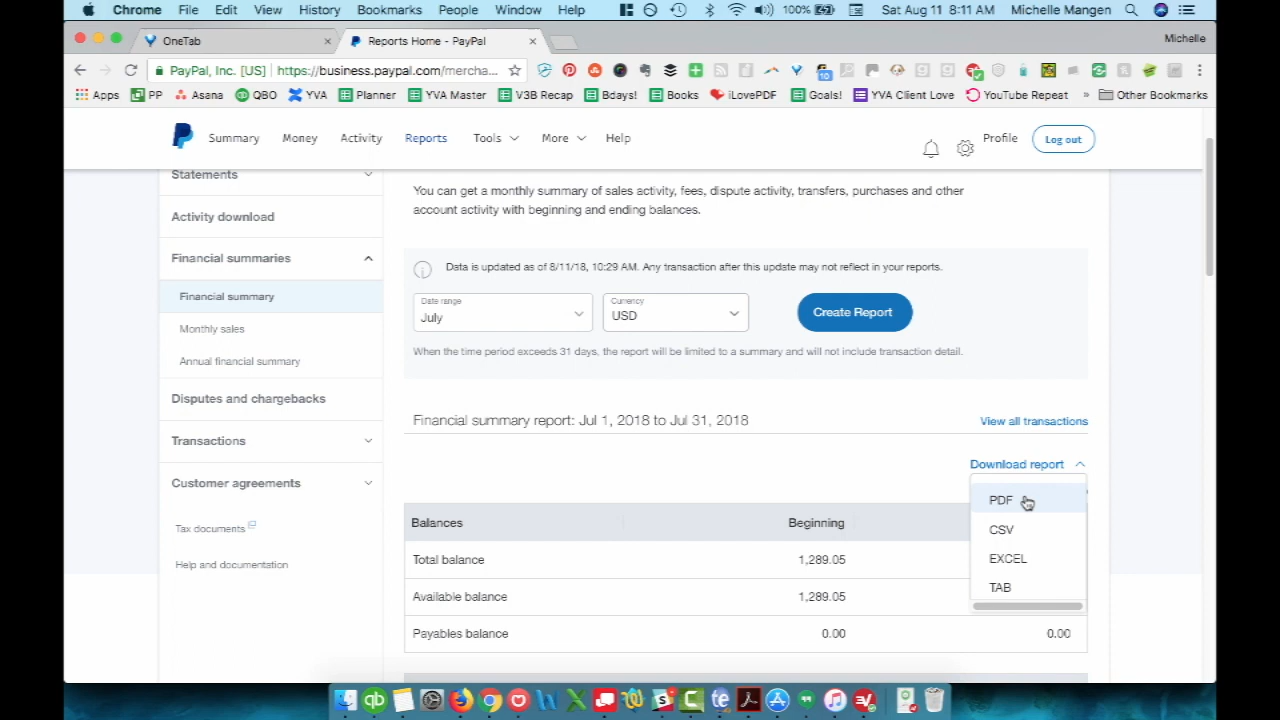 Chrome File Edit View History Bookmarks People Window Help 100% Sat Aug 11 8:11 AM Michelle Mangen
OneTab × Reports Home - PayPal × Michelle
PayPal, Inc. [US] https://business.paypal.com/mercha... 10
Apps PP Asana QBO YVA Planner YVA Master V3B Recap Bdays! Books iLovePDF Goals! YVA Client Love YouTube Repeat » Other Bookmarks
Summary Money Activity Reports Tools More Help Profile Log out
Statements
Activity download
Financial summaries
Financial summary
Monthly sales
Annual financial summary
Disputes and chargebacks
Transactions
Customer agreements
Tax documents
Help and documentation
You can get a monthly summary of sales activity, fees, dispute activity, transfers, purchases and other
account activity with beginning and ending balances.
Data is updated as of 8/11/18, 10:29 AM. Any transaction after this update may not reflect in your reports.
Date range
July
Currency
USD
Create Report
When the time period exceeds 31 days, the report will be limited to a summary and will not include transaction detail.
Financial summary report: Jul 1, 2018 to Jul 31, 2018 View all transactions
Download report
PDF
CSV
EXCEL
TAB
Balances Beginning
Total balance 1,289.05
Available balance 1,289.05
Payables balance 0.00 0.00